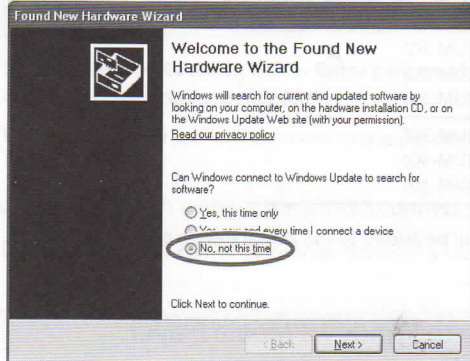 Found New Hardware Wizard
Welcome to the Found New
Hardware Wizard
Windows will search for current and updated software by
looking on your computer, on the hardware installation CD, or on
the Windows Update Web site (with your permission).
Read our privacy policy
Can Windows connect to Windows Update to search for
software?
Yes, this time only
Yes, now and every time I connect a device
No, not this time
Click Next to continue.
< Back
Next >
Cancel